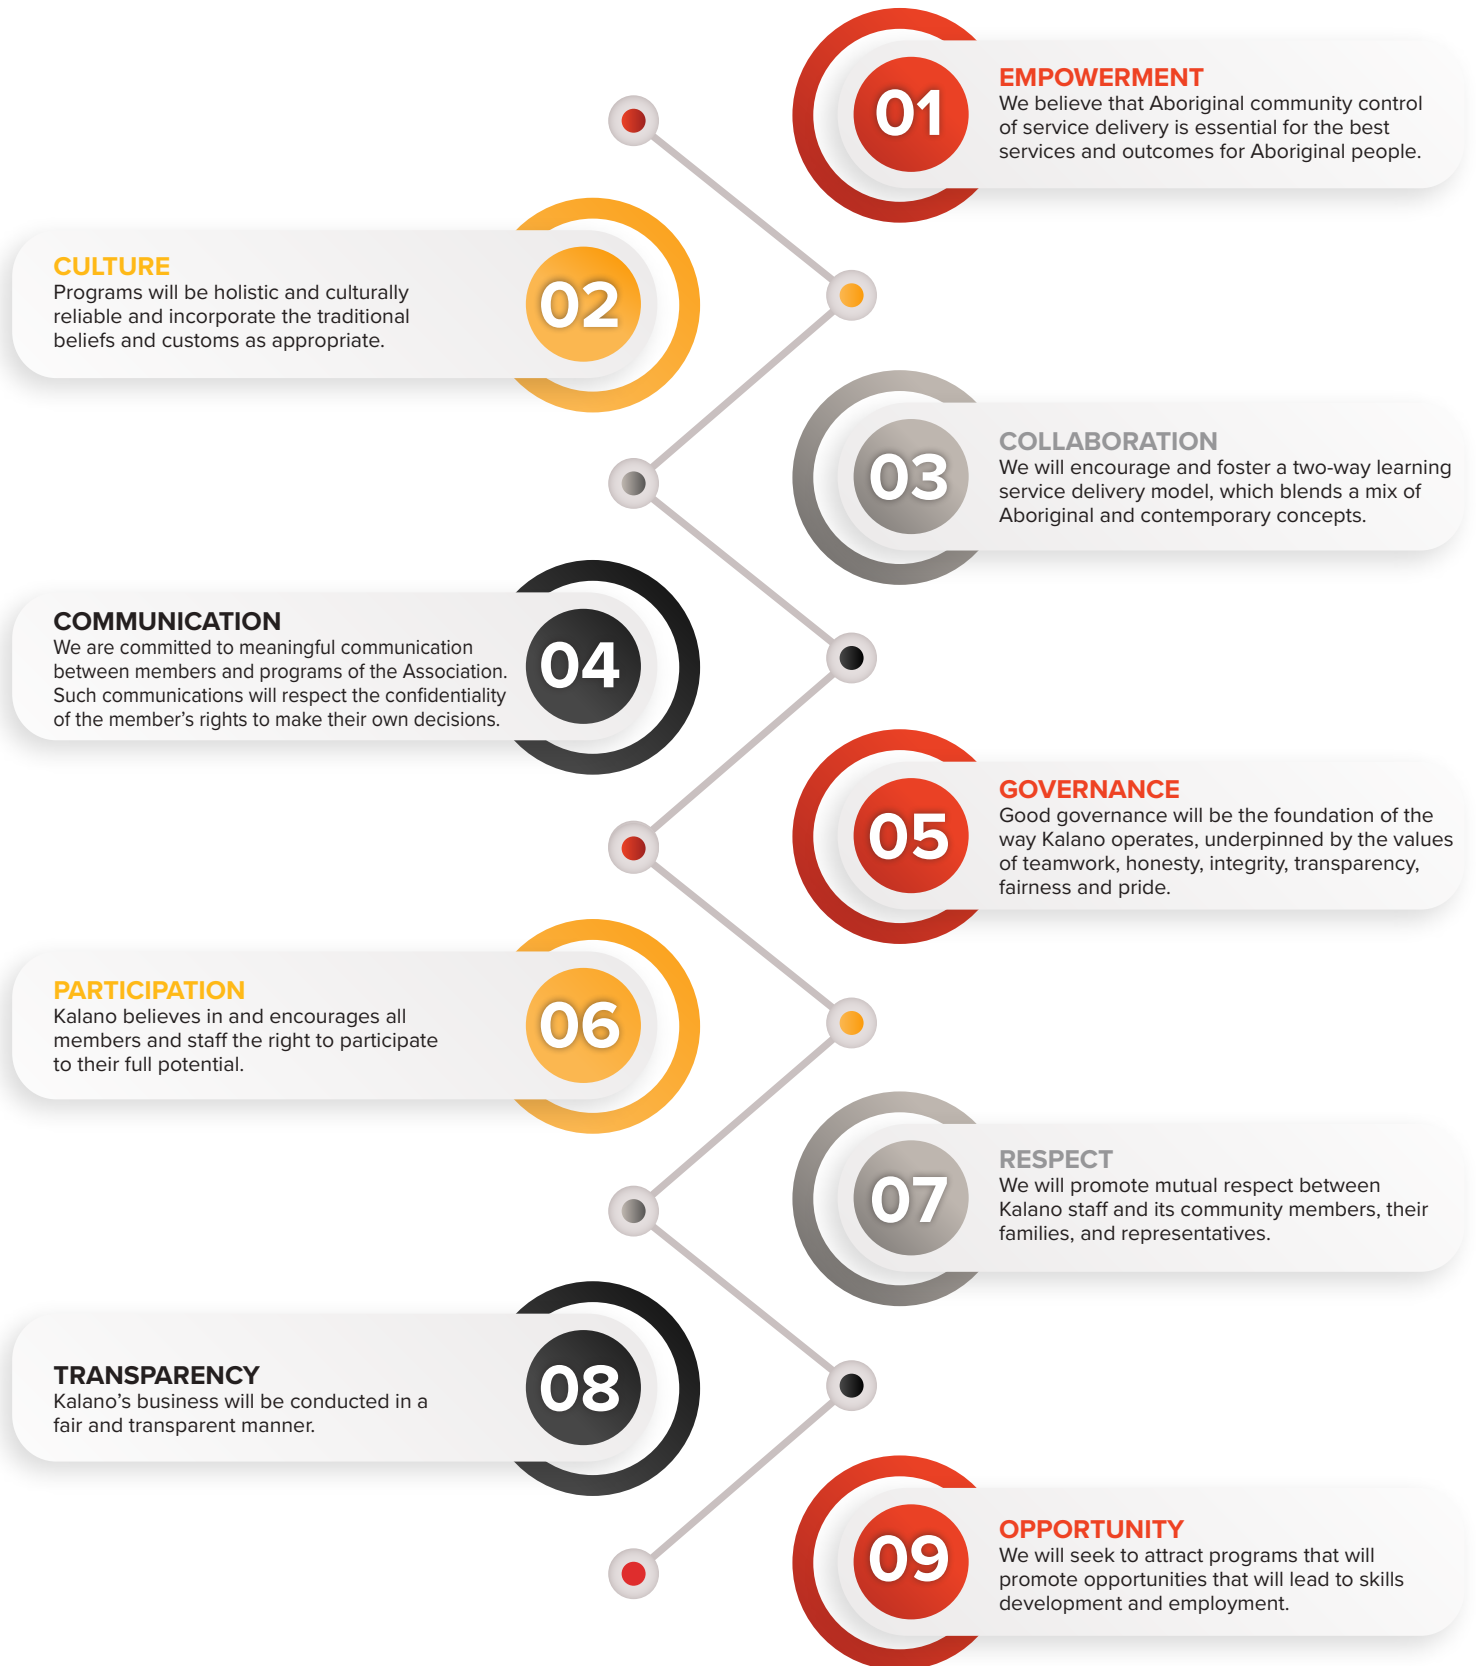 01
EMPOWERMENT
We believe that Aboriginal community control
of service delivery is essential for the best
services and outcomes for Aboriginal people.
CULTURE
Programs will be holistic and culturally
reliable and incorporate the traditional
beliefs and customs as appropriate.
02
03
COLLABORATION
We will encourage and foster a two-way learning
service delivery model, which blends a mix of
Aboriginal and contemporary concepts.
COMMUNICATION
We are committed to meaningful communication
between members and programs of the Association.
Such communications will respect the confidentiality
of the member’s rights to make their own decisions.
04
05
GOVERNANCE
Good governance will be the foundation of the
way Kalano operates, underpinned by the values
of teamwork, honesty, integrity, transparency,
fairness and pride.
PARTICIPATION
Kalano believes in and encourages all
members and staff the right to participate
to their full potential.
06
07
RESPECT
We will promote mutual respect between
Kalano staff and its community members, their
families, and representatives.
TRANSPARENCY
Kalano’s business will be conducted in a
fair and transparent manner.
08
09
OPPORTUNITY
We will seek to attract programs that will
promote opportunities that will lead to skills
development and employment.